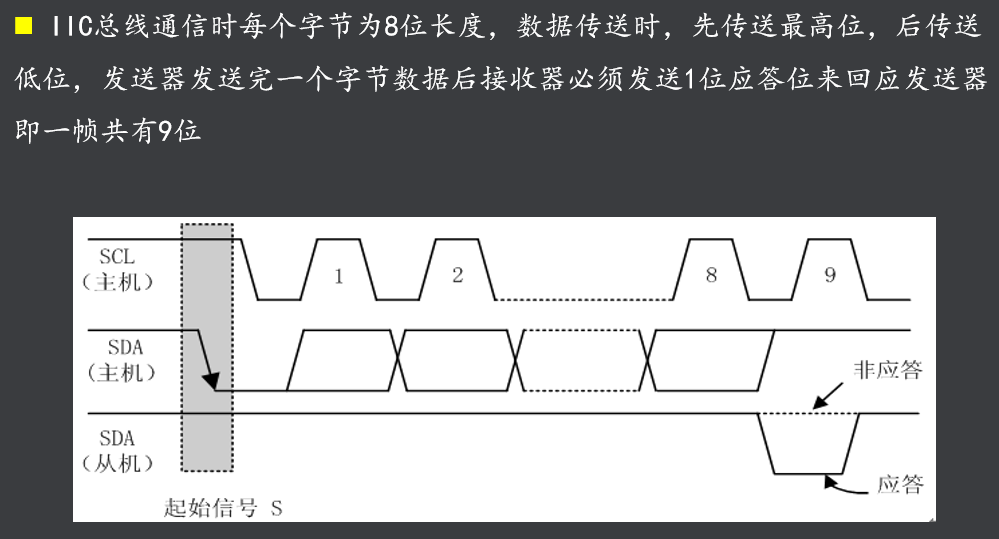 IIC总线通信时每个字节为8位长度，数据传送时，先传送最高位，后传送
低位，发送器发送完一个字节数据后接收器必须发送1位应答位来回应发送器
即一帧共有9位
SCL
（主机）
1
2
8
9
SDA
（主机）
非应答
SDA
（从机）
应答
起始信号 S